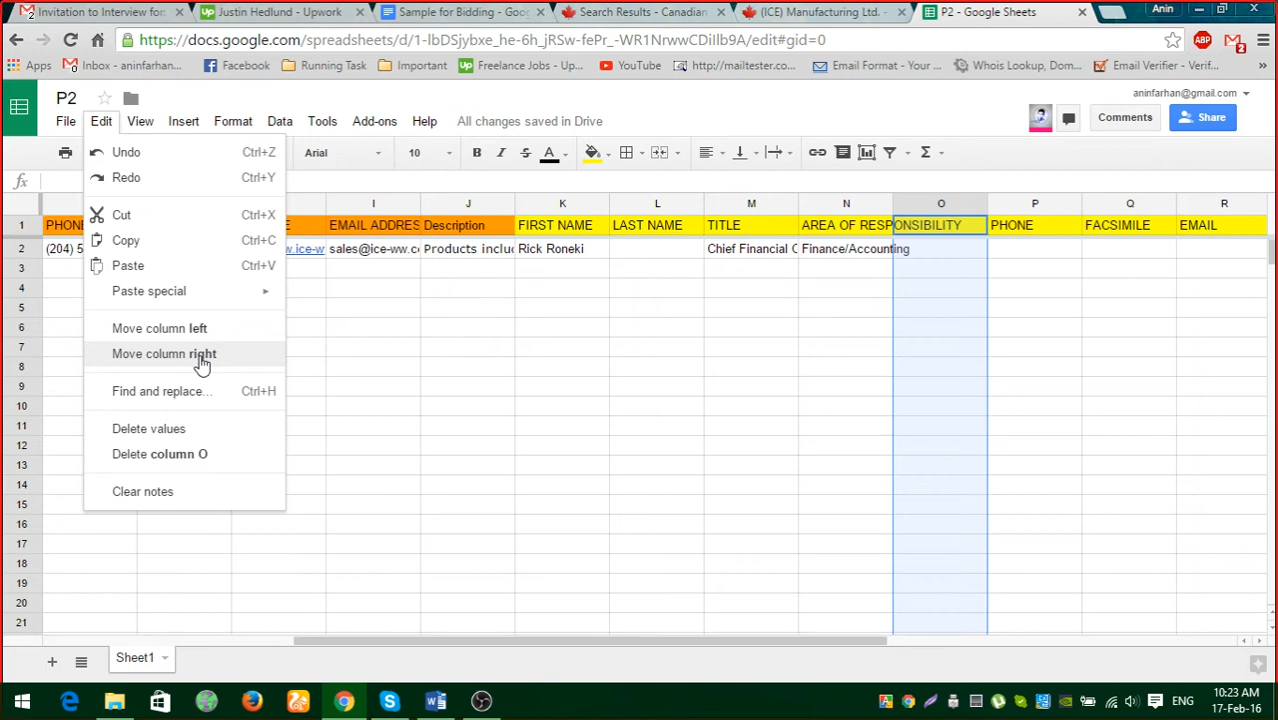 Invitation to Interview for
Justin Hedlund - Upwork
Sample for Bidding - Goo
Search Results - Canadian
(ICE) Manufacturing Ltd. -
P2 - Google Sheets
Anin
https://docs.google.com/spreadsheets/d/1-lbDSjybxe_he-6h_jRSw-fePr_-WR1NrwwCDiIlb9A/edit#gid=0
ABP
2
Apps
Inbox - aninfarhan@...
Facebook
Running Task
Important
Freelance Jobs - Up...
YouTube
http://mailtester.co...
Email Format - Your ...
Whois Lookup, Dom...
Email Verifier - Verif...
P2
aninfarhan@gmail.com
File Edit View Insert Format Data Tools Add-ons Help All changes saved in Drive
Comments
Share
Arial 10 B I S A Σ
fx
Undo Ctrl+Z
Redo Ctrl+Y
Cut Ctrl+X
Copy Ctrl+C
Paste Ctrl+V
Paste special
Move column left
Move column right
Find and replace... Ctrl+H
Delete values
Delete column O
Clear notes
I J K L M N O P Q R
1 PHONE EMAIL ADDRES Description FIRST NAME LAST NAME TITLE AREA OF RESPONSIBILITY PHONE FACSIMILE EMAIL
2 (204) 5 w.ice-w sales@ice-ww.cc Products inclu Rick Roneki Chief Financial C Finance/Accounting
3
4
5
6
7
8
9
10
11
12
13
14
15
16
17
18
19
20
21
Sheet1
ENG
10:23 AM
17-Feb-16